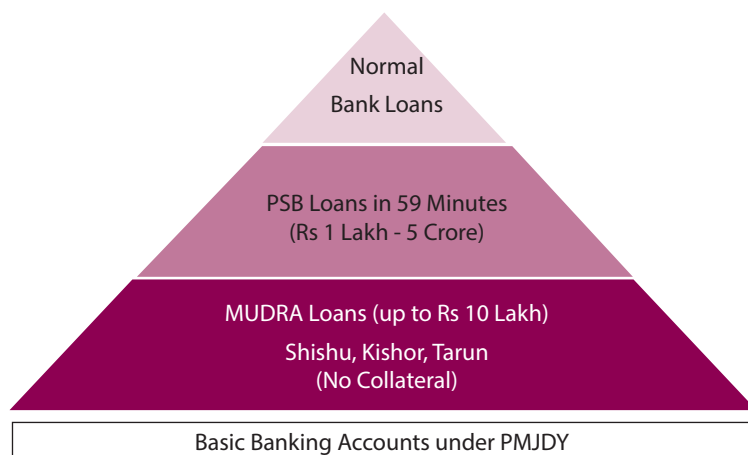 Normal
Bank Loans
PSB Loans in 59 Minutes
(Rs 1 Lakh - 5 Crore)
MUDRA Loans (up to Rs 10 Lakh)
Shishu, Kishor, Tarun
(No Collateral)
Basic Banking Accounts under PMJDY